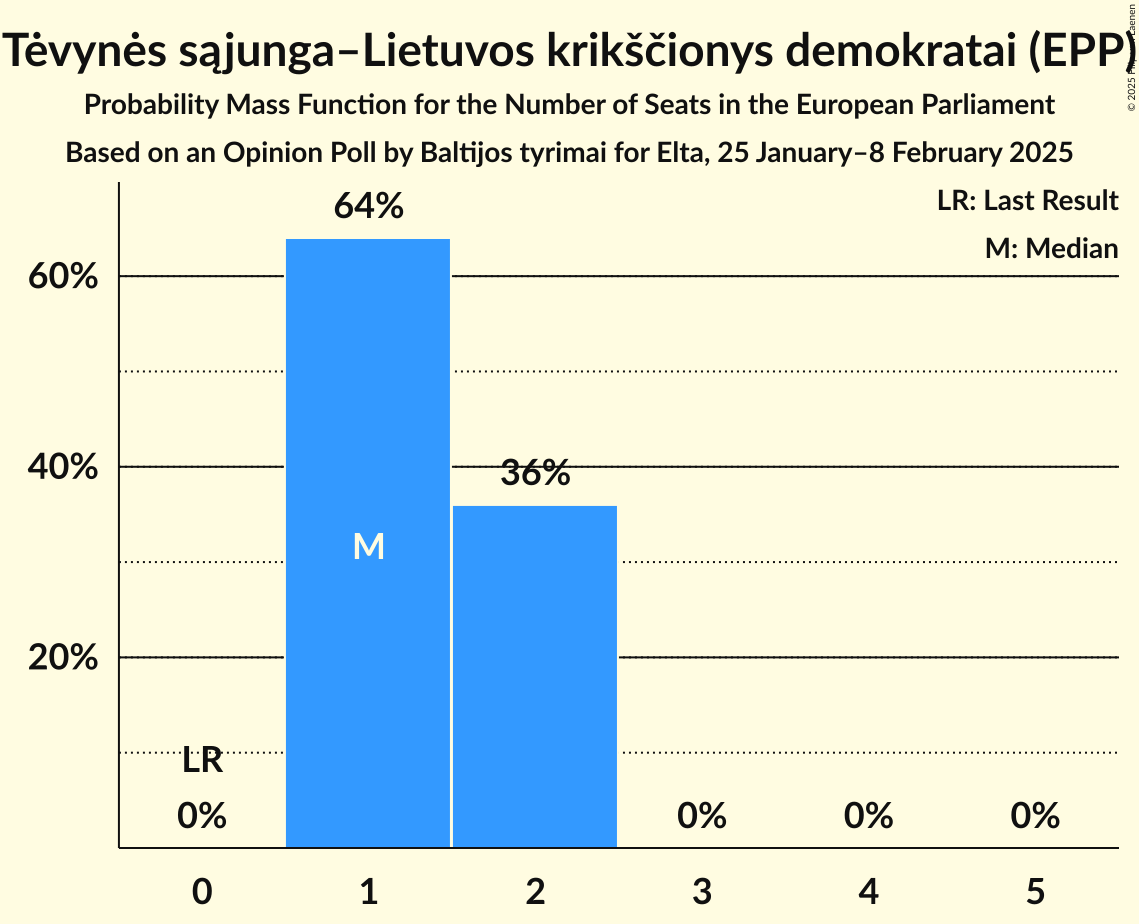 Tėvynės sąjunga–Lietuvos krikščionys demokratai (EPP)
© 2025 Laenen
Probability Mass Function for the Number of Seats in the European Parliament
Based on an Opinion Poll by Baltijos tyrimai for Elta, 25 January–8 February 2025
LR: Last Result
M: Median
64%
60%
40%
36%
M
20%
LR
0%
0%
0%
0%
0 1 2 3 4 5